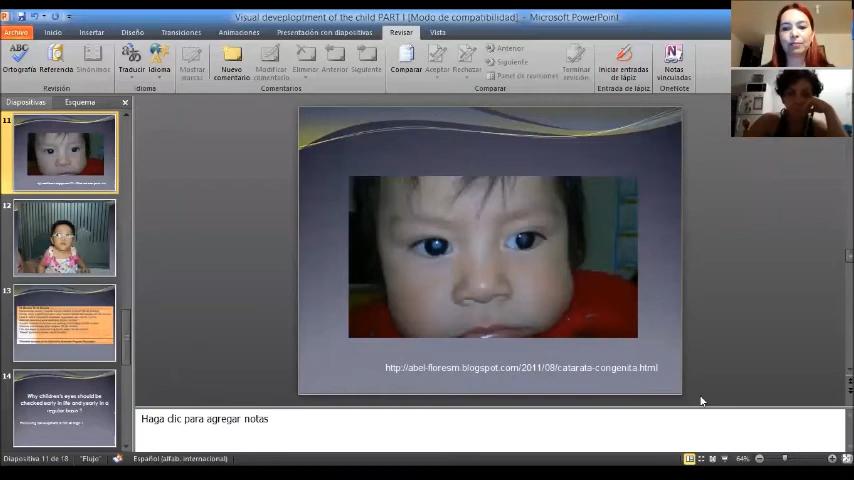 Visual developtment of the child PART I [Modo de compatibilidad] - Microsoft PowerPoint
Archivo Inicio Insertar Diseño Transiciones Animaciones Presentación con diapositivas Revisar Vista
Ortografía Referencia Sinónimos
Traducir Idioma
Mostrar marcas
Nuevo comentario
Modificar comentario
Eliminar Anterior Siguiente
Comparar Aceptar Rechazar
Anterior
Siguiente
Panel de revisiones
Terminar revisión
Iniciar entradas de lápiz
Notas vinculadas
Revisión Idioma Comentarios Comparar Entrada de lápiz OneNote
Diapositivas Esquema
11
12
13
14
Why children's eyes should be
checked early in life and yearly in a
regular basis ?
http://abel-floresm.blogspot.com/2011/08/catarata-congenita.html
Haga clic para agregar notas
Diapositiva 11 de 18 "Flujo" Español (alfab. internacional) 64%